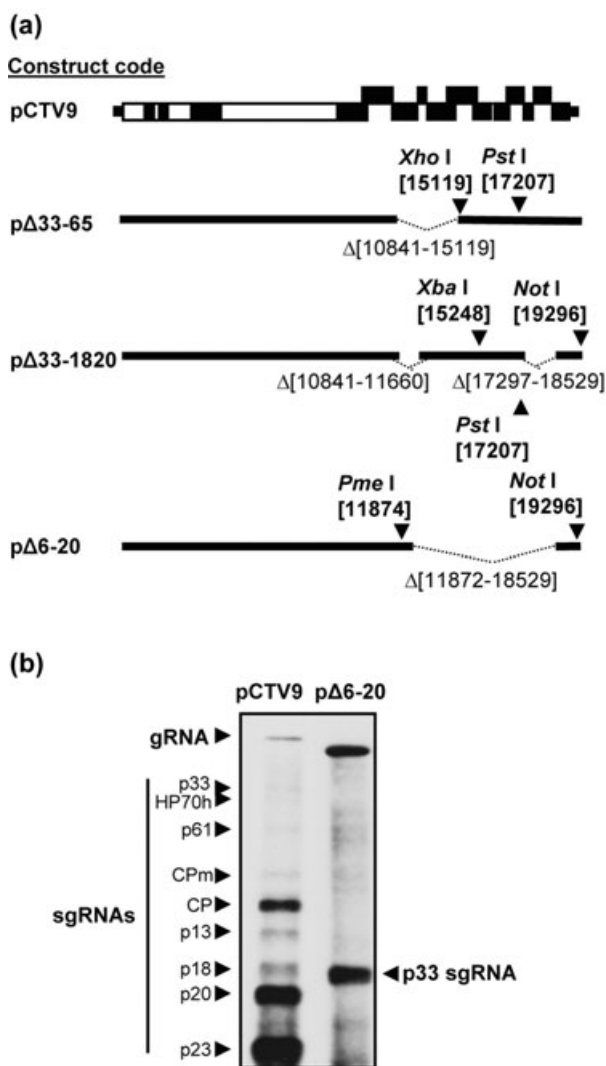 (a)
Construct code
pCTV9
Xho I Pst I
[15119] [17207]
pΔ33-65
Δ[10841-15119]
Xba I Not I
[15248] [19296]
pΔ33-1820
Δ[10841-11660] Δ[17297-18529]
Pst I
[17207]
Pme I Not I
[11874] [19296]
pΔ6-20
Δ[11872-18529]
(b)
pCTV9 pΔ6-20
gRNA
p33
HP70h
p61
CPm
sgRNAs CP
p13
p18 p33 sgRNA
p20
p23